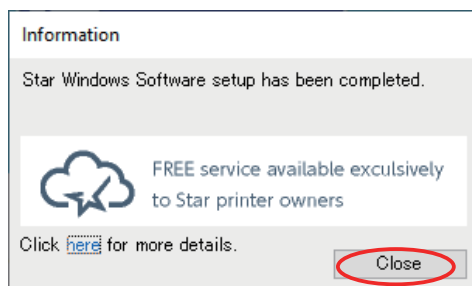 Information
Star Windows Software setup has been completed.
FREE service available exculsively
to Star printer owners
Click here for more details.
Close